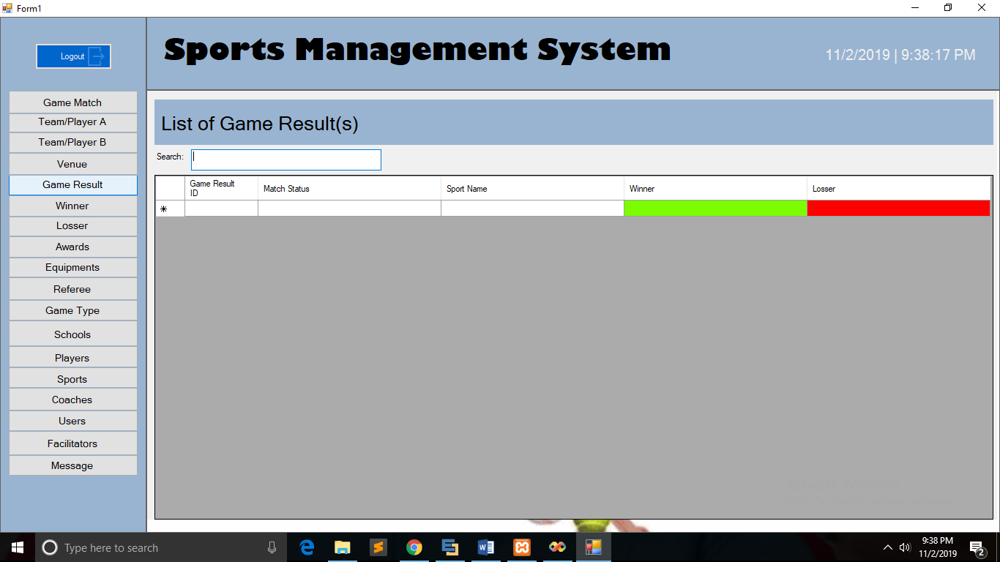 Form1
Logout
Sports Management System
11/2/2019 | 9:38:17 PM
Game Match
Team/Player A
Team/Player B
Venue
Game Result
Winner
Losser
Awards
Equipments
Referee
Game Type
Schools
Players
Sports
Coaches
Users
Facilitators
Message
List of Game Result(s)
Search:
Game Result
ID
Match Status
Sport Name
Winner
Losser
Type here to search
9:38 PM
11/2/2019
2